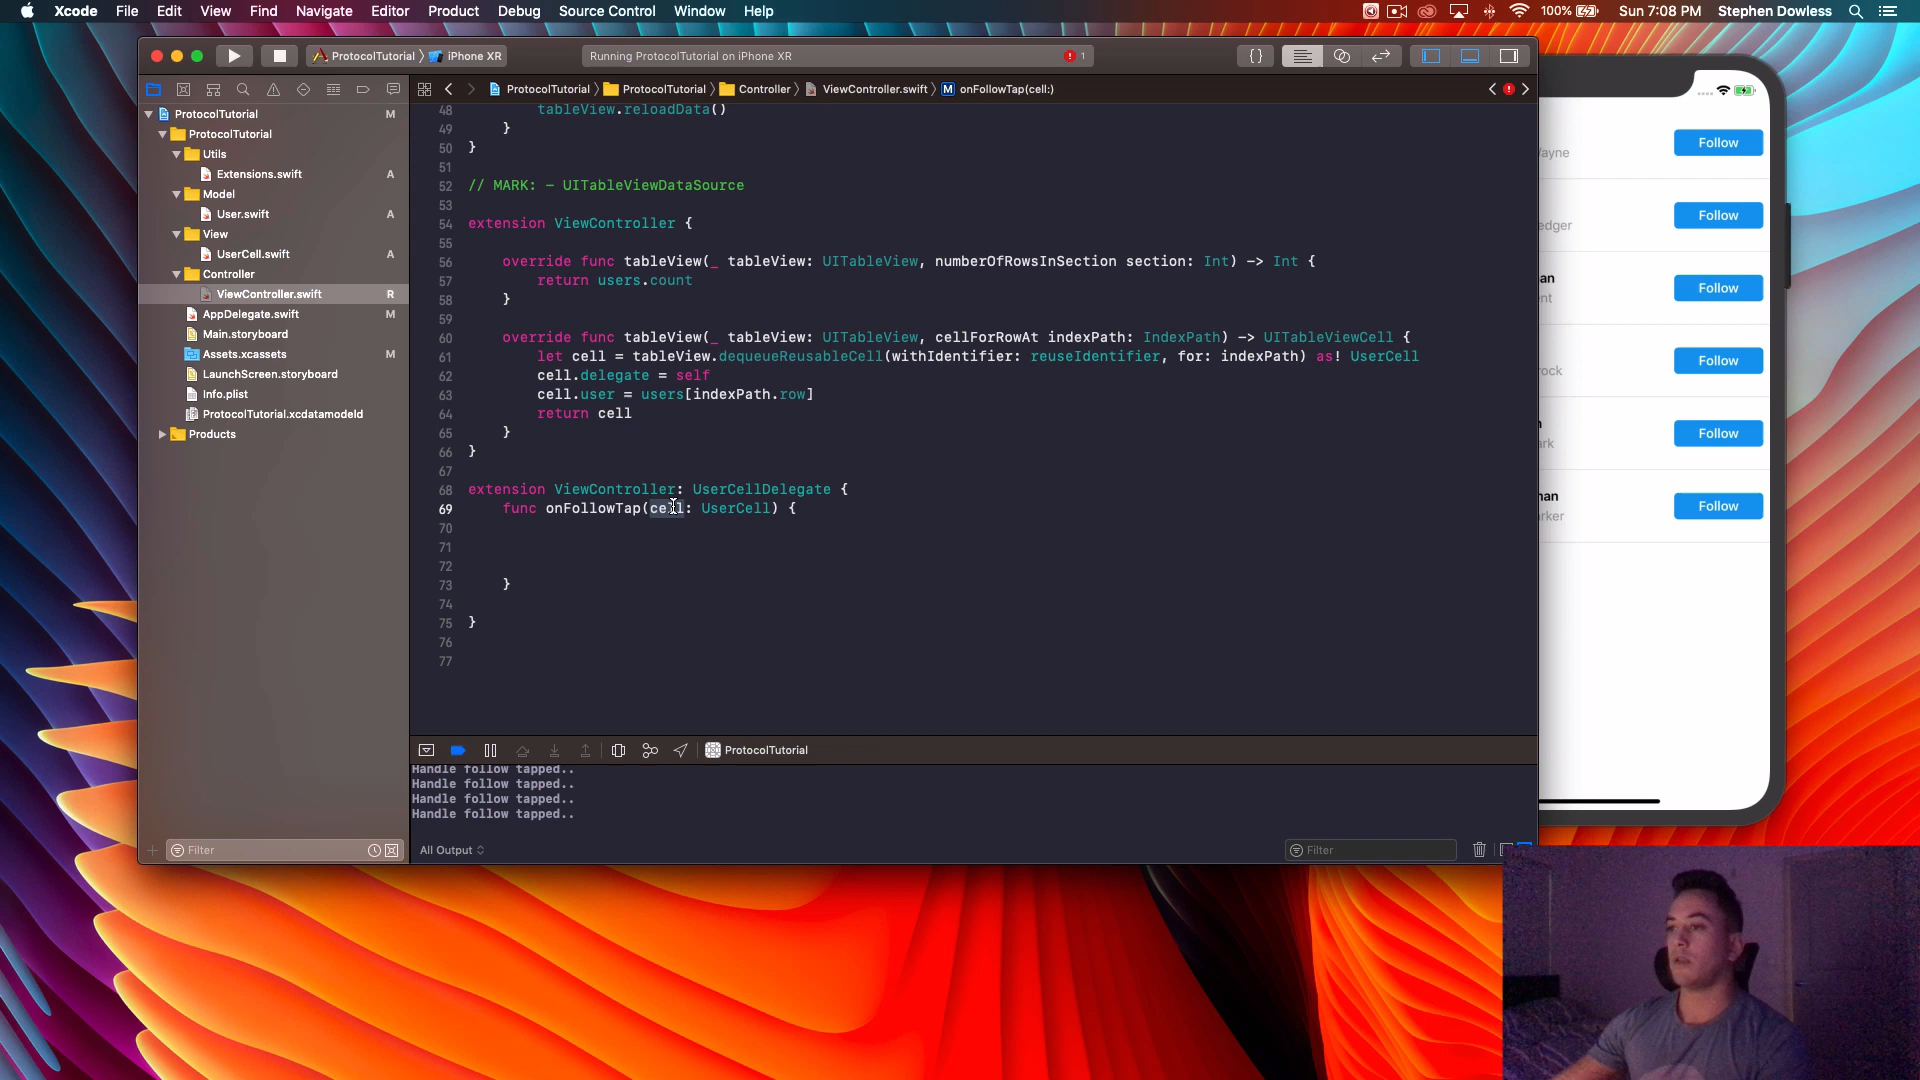 Xcode File Edit View Find Navigate Editor Product Debug Source Control Window Help 100% Sun 7:08 PM Stephen Dowless
ProtocolTutorial iPhone XR Running ProtocolTutorial on iPhone XR 1
ProtocolTutorial ProtocolTutorial Controller ViewController.swift M onFollowTap(cell:)
ProtocolTutorial M
ProtocolTutorial
Utils
Extensions.swift A
Model
User.swift A
View
UserCell.swift A
Controller
ViewController.swift R
AppDelegate.swift M
Main.storyboard
Assets.xcassets M
LaunchScreen.storyboard
Info.plist
ProtocolTutorial.xcdatamodeld
Products
Filter
48 tableView.reloadData()
49 }
50 }
51
52 // MARK: - UITableViewDataSource
53
54 extension ViewController {
55
56 override func tableView(_ tableView: UITableView, numberOfRowsInSection section: Int) -> Int {
57 return users.count
58 }
59
60 override func tableView(_ tableView: UITableView, cellForRowAt indexPath: IndexPath) -> UITableViewCell {
61 let cell = tableView.dequeueReusableCell(withIdentifier: reuseIdentifier, for: indexPath) as! UserCell
62 cell.delegate = self
63 cell.user = users[indexPath.row]
64 return cell
65 }
66 }
67
68 extension ViewController: UserCellDelegate {
69 func onFollowTap(cell: UserCell) {
70
71
72
73 }
74
75 }
76
77
ProtocolTutorial
Handle follow tapped..
Handle follow tapped..
Handle follow tapped..
Handle follow tapped..
All Output Filter
Follow
ayne
Follow
edger
an
Follow
nt
Follow
rock
n
Follow
ark
nan
Follow
rker